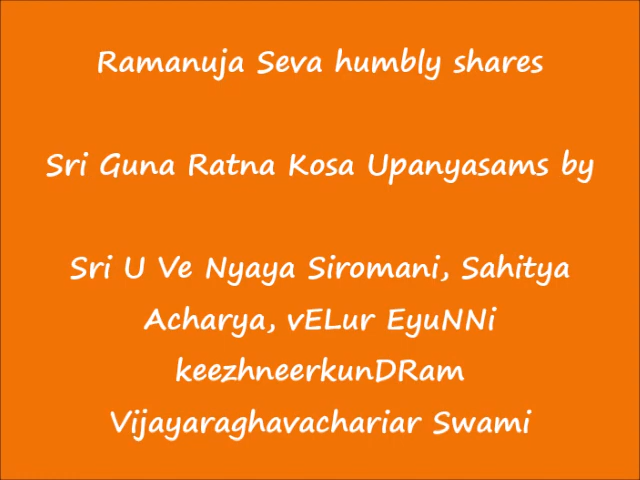 Ramanuja Seva humbly shares
Sri Guna Ratna Kosa Upanyasams by
Sri U Ve Nyaya Siromani, Sahitya
Acharya, vELur EyuNNi
keezhneerkunDRam
Vijayaraghavachariar Swami